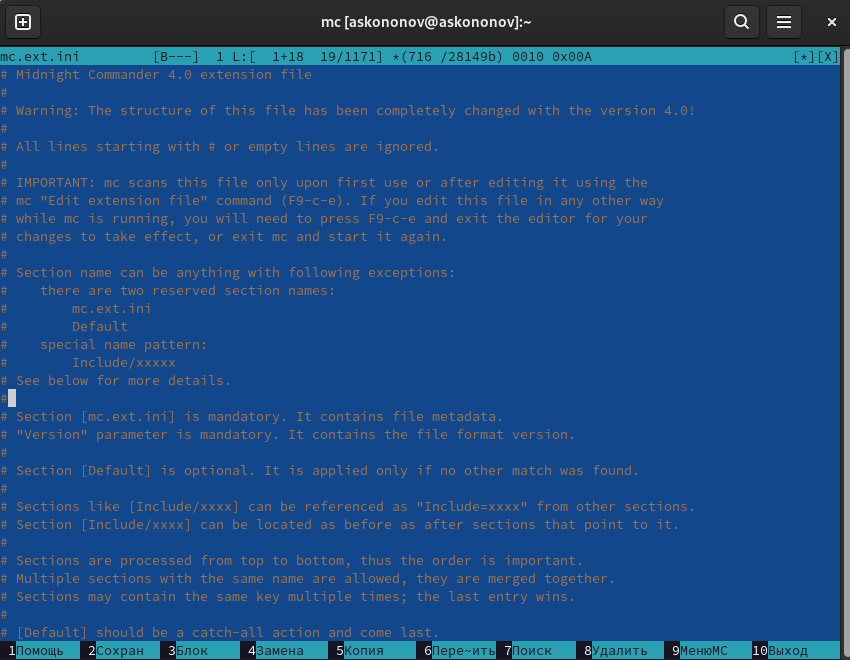 mc [askononov@askononov]:~
mc.ext.ini [B---] 1 L:[ 1+18 19/1171] *(716 /28149b) 0010 0x00A [*][X]
# Midnight Commander 4.0 extension file
#
# Warning: The structure of this file has been completely changed with the version 4.0!
#
# All lines starting with # or empty lines are ignored.
#
# IMPORTANT: mc scans this file only upon first use or after editing it using the
# mc "Edit extension file" command (F9-c-e). If you edit this file in any other way
# while mc is running, you will need to press F9-c-e and exit the editor for your
# changes to take effect, or exit mc and start it again.
#
# Section name can be anything with following exceptions:
#    there are two reserved section names:
#        mc.ext.ini
#        Default
#    special name pattern:
#        Include/xxxxx
# See below for more details.
#
# Section [mc.ext.ini] is mandatory. It contains file metadata.
# "Version" parameter is mandatory. It contains the file format version.
#
# Section [Default] is optional. It is applied only if no other match was found.
#
# Sections like [Include/xxxx] can be referenced as "Include=xxxx" from other sections.
# Section [Include/xxxx] can be located as before as after sections that point to it.
#
# Sections are processed from top to bottom, thus the order is important.
# Multiple sections with the same name are allowed, they are merged together.
# Sections may contain the same key multiple times; the last entry wins.
#
# [Default] should be a catch-all action and come last.
1Помощь 2Сохран 3Блок 4Замена 5Копия 6Пере~ить 7Поиск 8Удалить 9МенюMC 10Выход